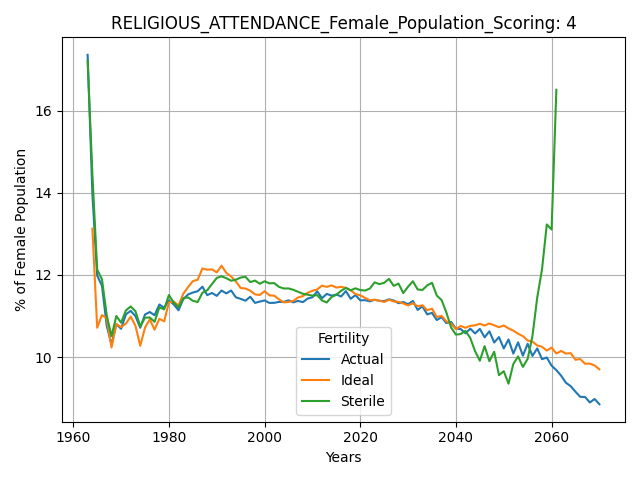 RELIGIOUS_ATTENDANCE_Female_Population_Scoring: 4
% of Female Population
16
14
12
10
Fertility
Actual
Ideal
Sterile
1960 1980 2000 2020 2040 2060
Years